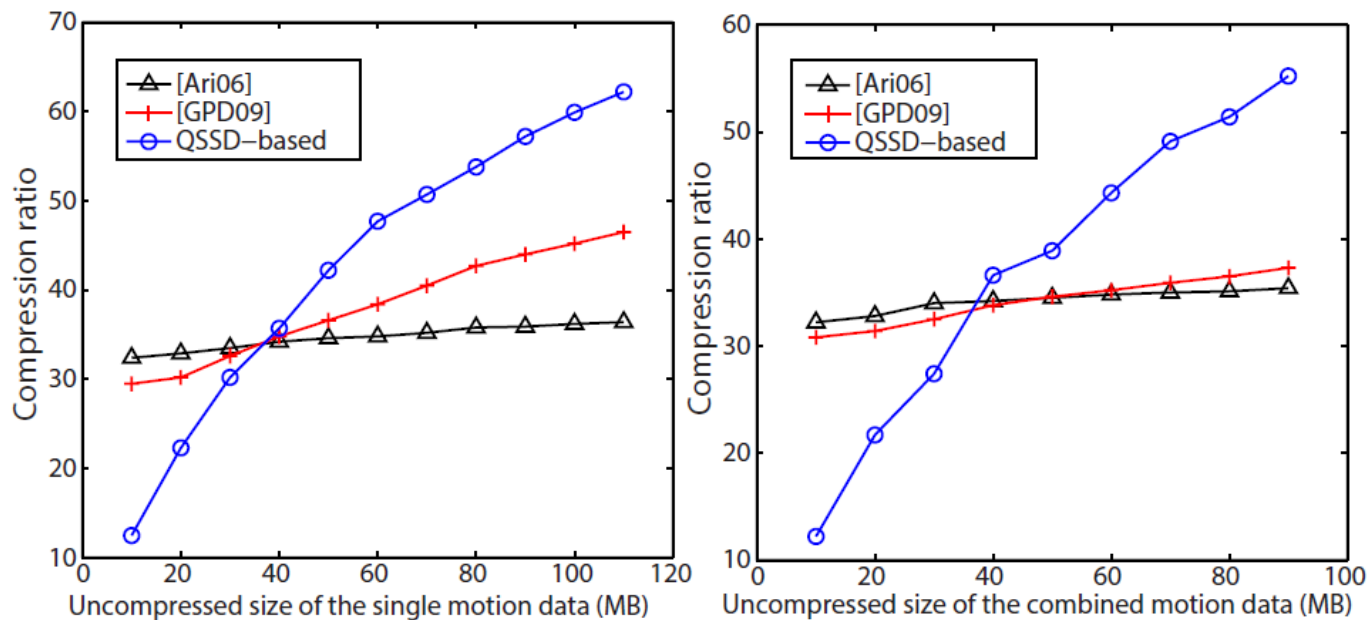 70
60
50
40
30
20
10
0
20
40
60
80
100
120
Compression ratio
Uncompressed size of the single motion data (MB)
[Ari06]
[GPD09]
QSSD–based
60
50
40
30
20
10
0
20
40
60
80
100
Compression ratio
Uncompressed size of the combined motion data (MB)
[Ari06]
[GPD09]
QSSD–based